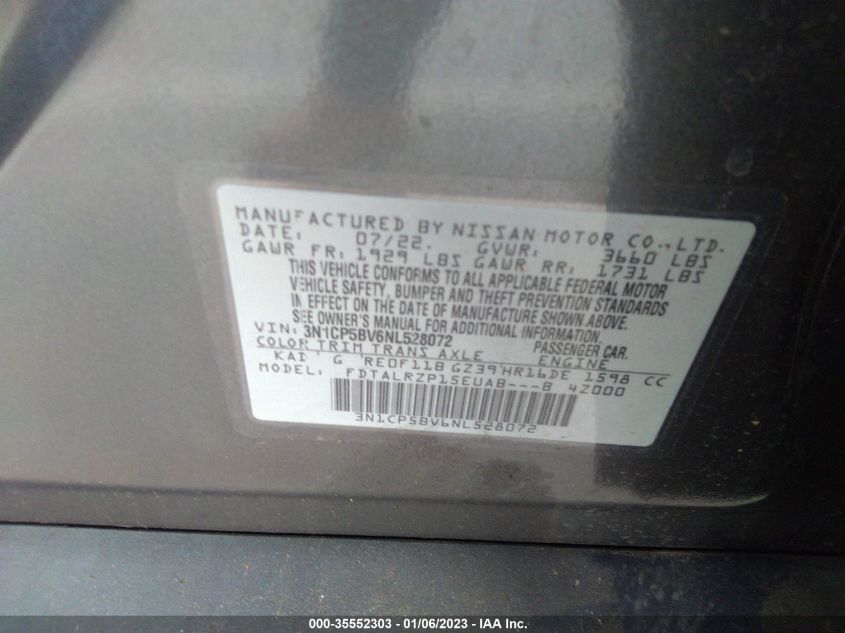 MANUFACTURED BY NISSAN MOTOR CO.,LTD.
DATE: 07/22. GVWR: 3660 LBS
GAWR FR: 1929 LBS GAWR RR: 1731 LBS
THIS VEHICLE CONFORMS TO ALL APPLICABLE FEDERAL MOTOR
VEHICLE SAFETY, BUMPER AND THEFT PREVENTION STANDARDS
IN EFFECT ON THE DATE OF MANUFACTURE SHOWN ABOVE.
SEE OWNER'S MANUAL FOR ADDITIONAL INFORMATION.
VIN: 3N1CP5BV6NL528072 PASSENGER CAR.
COLOR TRIM TRANS AXLE ENGINE
KAD G RE0F11B GZ39 HR16DE 1598 CC
MODEL: FDTALRZP15EUAB---B 4Z000
3N1CP5BV6NL528072
000-35552303 - 01/06/2023 - IAA Inc.